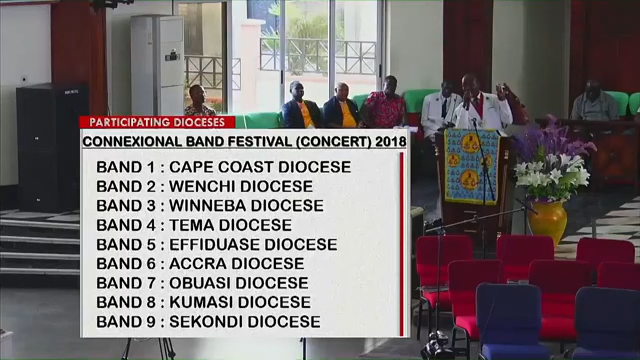 PARTICIPATING DIOCESES
CONNEXIONAL BAND FESTIVAL (CONCERT) 2018
BAND 1 : CAPE COAST DIOCESE
BAND 2 : WENCHI DIOCESE
BAND 3 : WINNEBA DIOCESE
BAND 4 : TEMA DIOCESE
BAND 5 : EFFIDUASE DIOCESE
BAND 6 : ACCRA DIOCESE
BAND 7 : OBUASI DIOCESE
BAND 8 : KUMASI DIOCESE
BAND 9 : SEKONDI DIOCESE